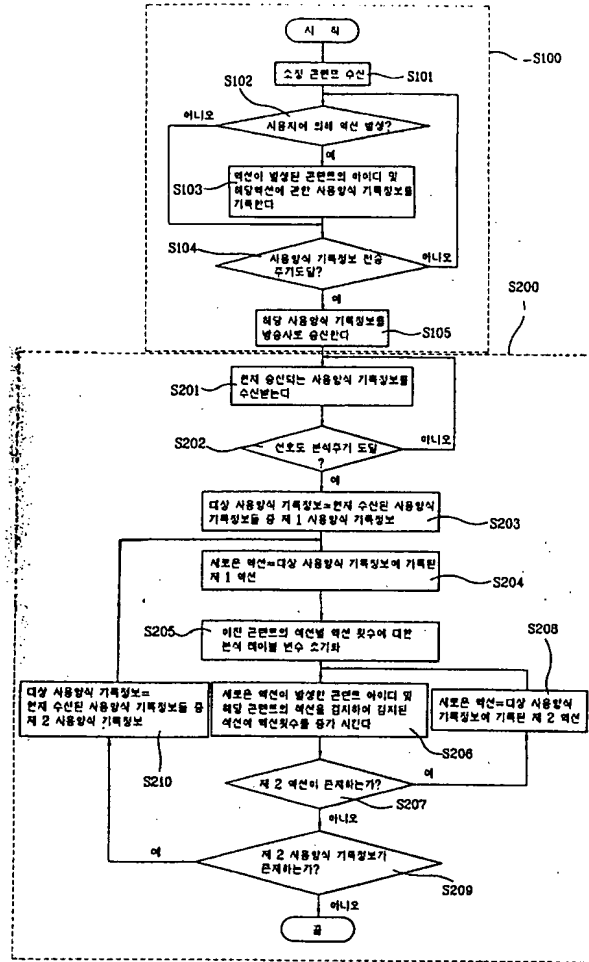 시 작
S100
소정 콘텐트 수신
S101
S102
아니오
사용자에 의해 액션 발생?
예
S103
액션이 발생된 콘텐트의 아이디 및
해당액션에 관한 사용양식 기록정보를
기록한다
S104
사용양식 기록정보 전송
주기도달?
아니오
예
S200
해당 사용양식 기록정보를
방송사로 송신한다
S105
S201
현재 송신되는 사용양식 기록정보를
수신받는다
S202
선호도 분석주기 도달
?
아니오
예
대상 사용양식 기록정보=현재 수신된 사용양식
기록정보들 중 제 1 사용양식 기록정보
S203
새로운 액션=대상 사용양식 기록정보에 기록된
제 1 액션
S204
S205
이전 콘텐트의 액션별 액션 횟수에 대한
분석 테이블 변수 초기화
S208
대상 사용양식 기록정보=
현재 수신된 사용양식 기록정보들 중
제 2 사용양식 기록정보
새로운 액션이 발생한 콘텐트 아이디 및
해당 콘텐트의 액션을 검지하여 검지된
액션에 액션횟수를 증가 시킨다
새로운 액션=대상 사용양식
기록정보에 기록된 제 2 액션
S210
S206
제 2 액션이 존재하는가?
예
S207
아니오
예
제 2 사용양식 기록정보가
존재하는가?
S209
아니오
끝